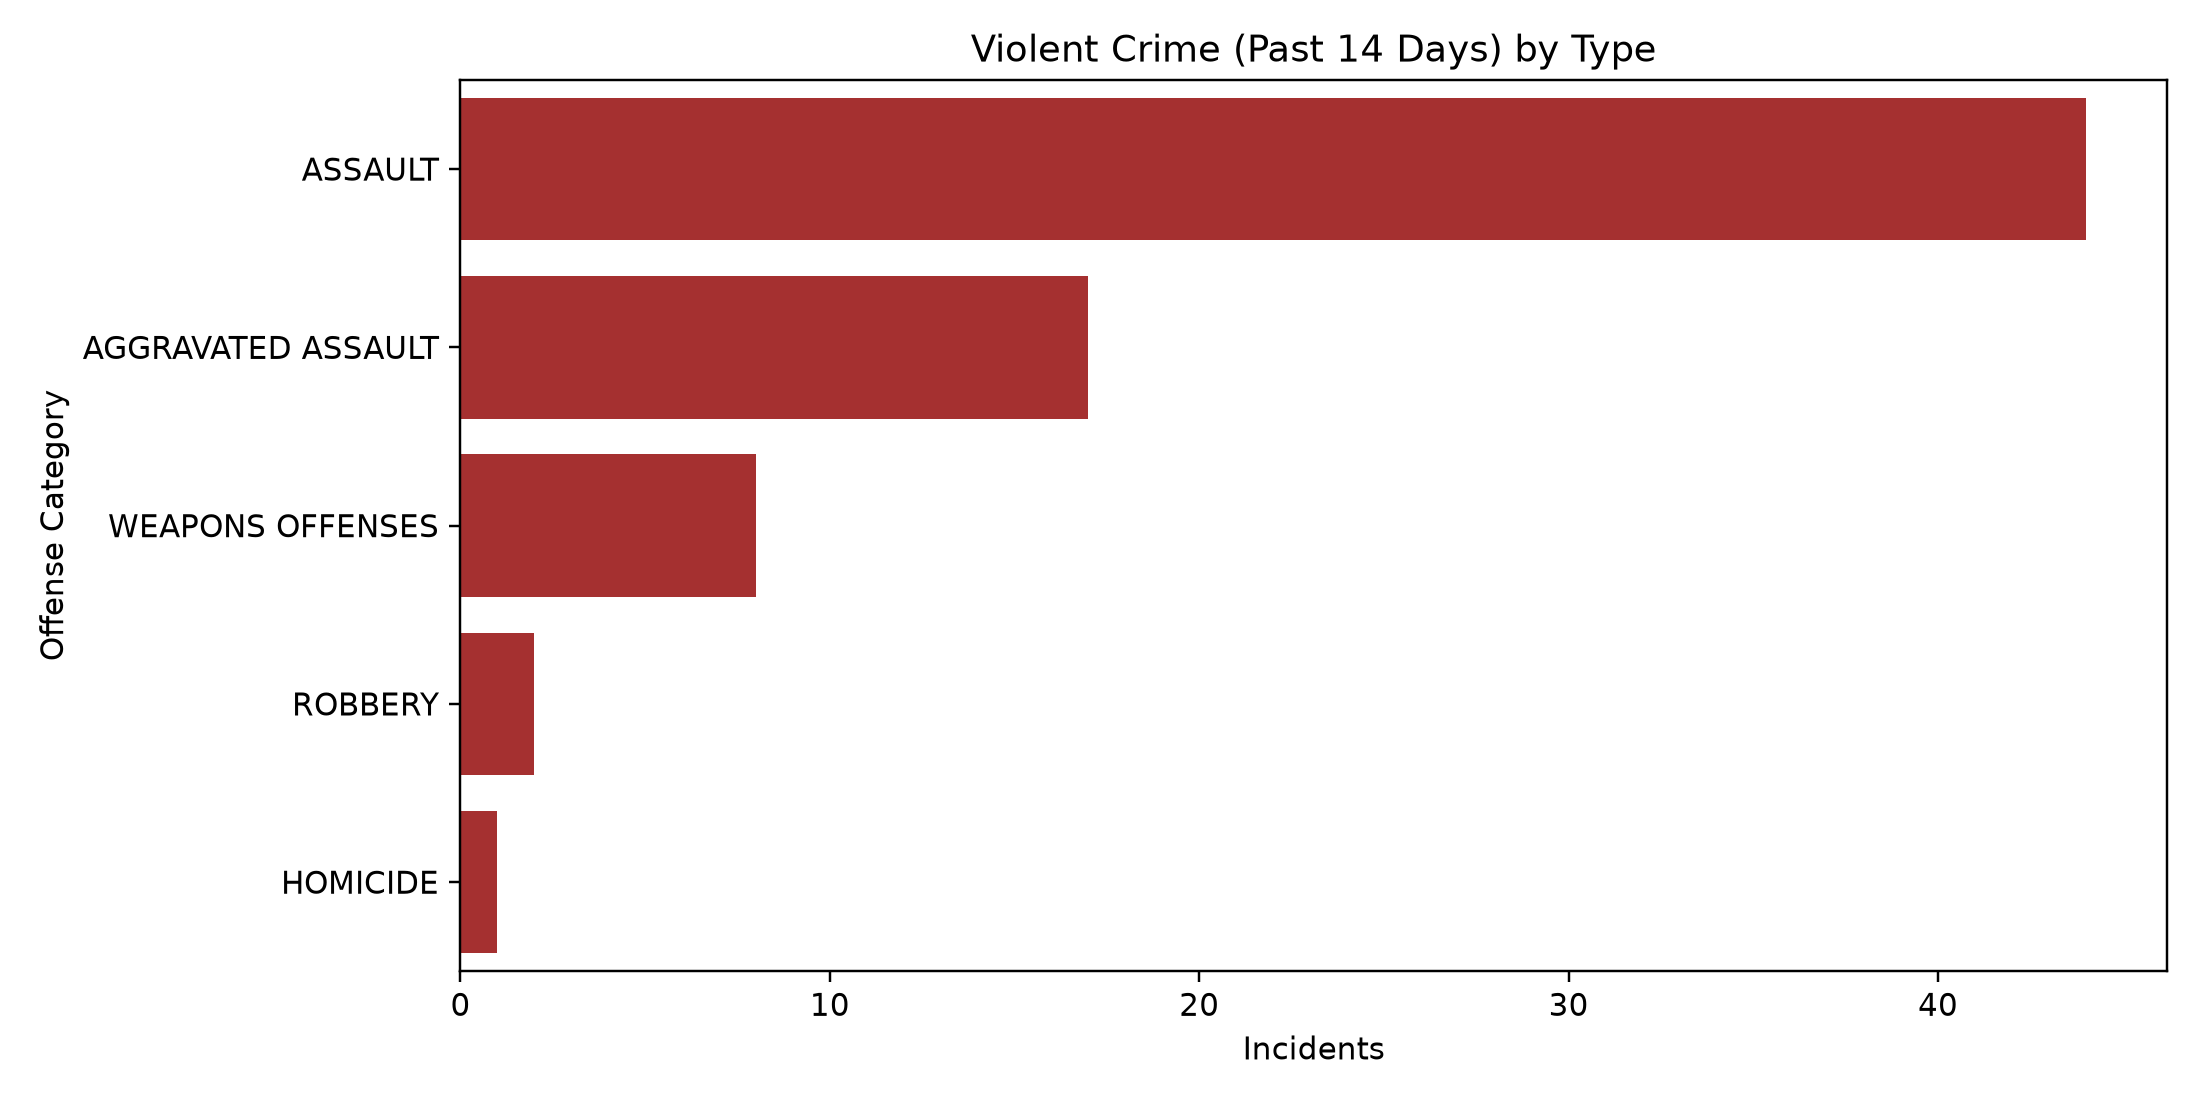 Violent Crime (Past 14 Days) by Type
Offense Category
ASSAULT
AGGRAVATED ASSAULT
WEAPONS OFFENSES
ROBBERY
HOMICIDE
0 10 20 30 40
Incidents